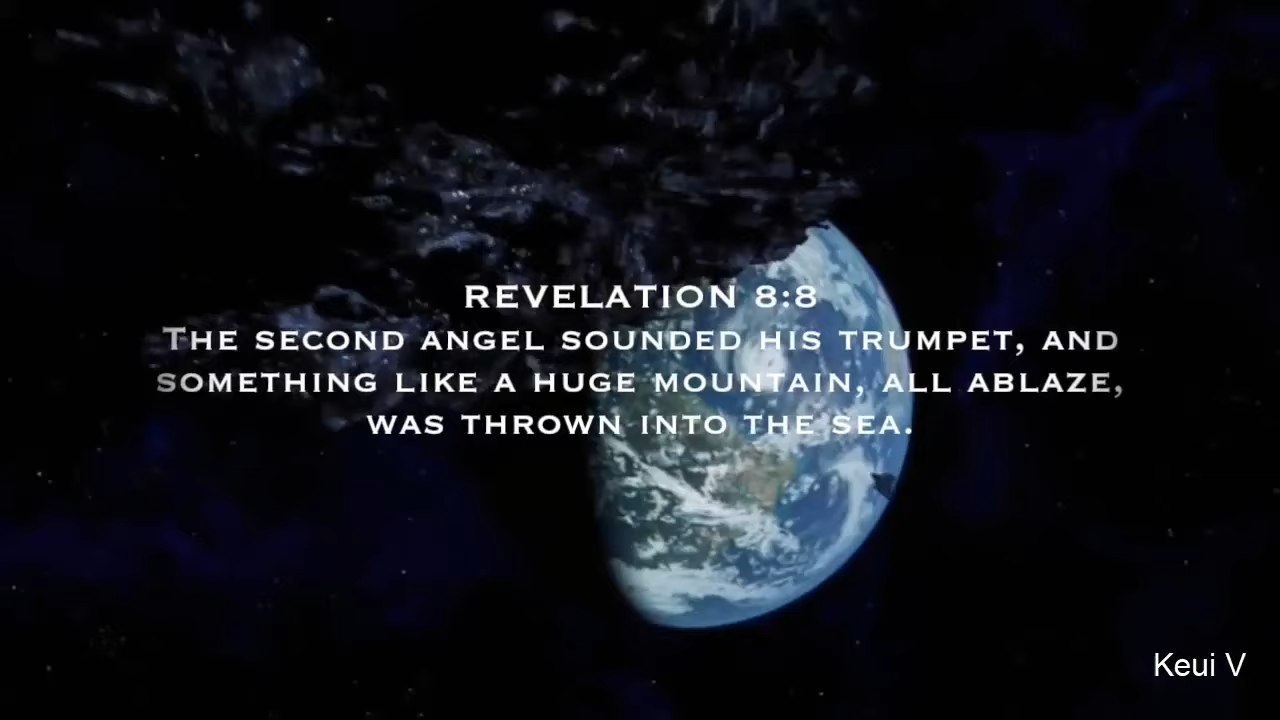 REVELATION 8:8
THE SECOND ANGEL SOUNDED HIS TRUMPET, AND
SOMETHING LIKE A HUGE MOUNTAIN, ALL ABLAZE,
WAS THROWN INTO THE SEA.
Keui V